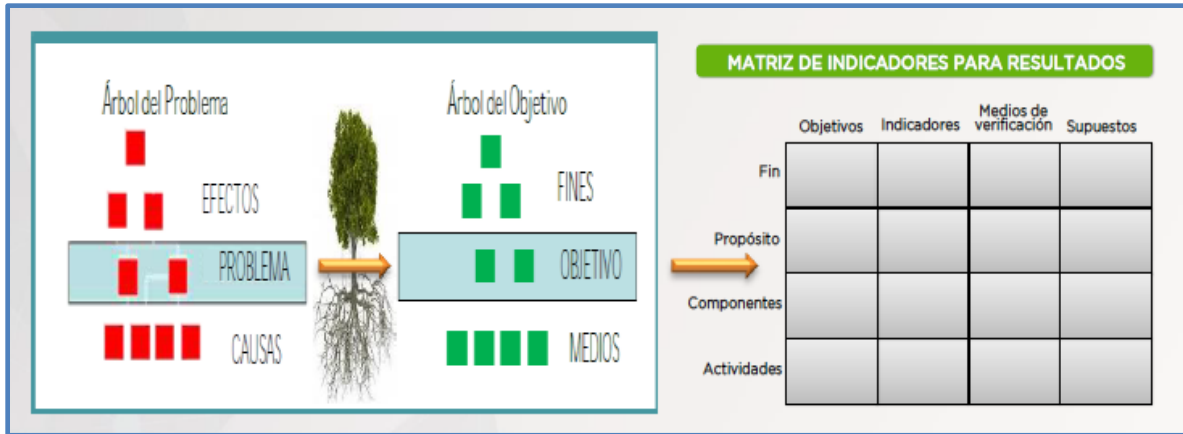 Árbol del Problema
EFECTOS
PROBLEMA
CAUSAS
Árbol del Objetivo
FINES
OBJETIVO
MEDIOS
MATRIZ DE INDICADORES PARA RESULTADOS
Objetivos
Indicadores
Medios de
verificación
Supuestos
Fin
Propósito
Componentes
Actividades